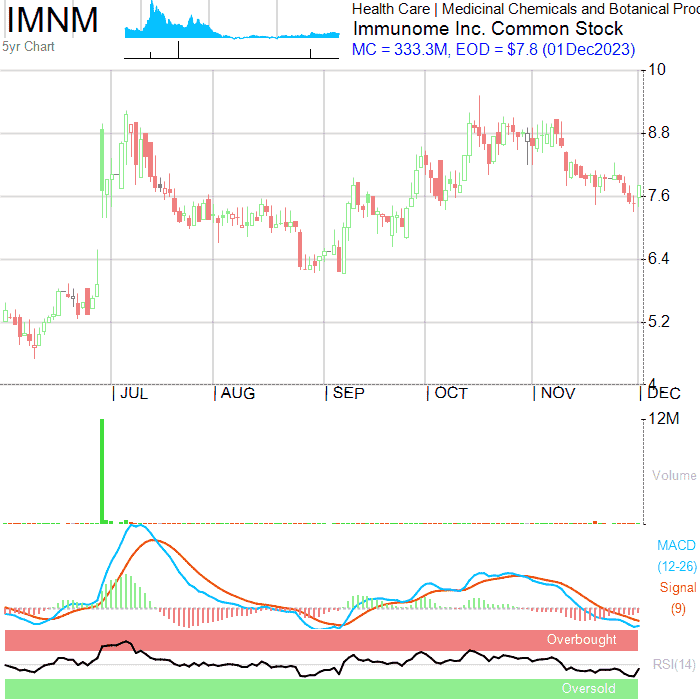 IMNM
5yr Chart
Health Care | Medicinal Chemicals and Botanical Proc
Immunome Inc. Common Stock
MC = 333.3M, EOD = $7.8 (01Dec2023)
10
8.8
7.6
6.4
5.2
4
| JUL | AUG | SEP | OCT | NOV | DEC
12M
Volume
MACD
(12-26)
Signal
(9)
Overbought
RSI(14)
Oversold